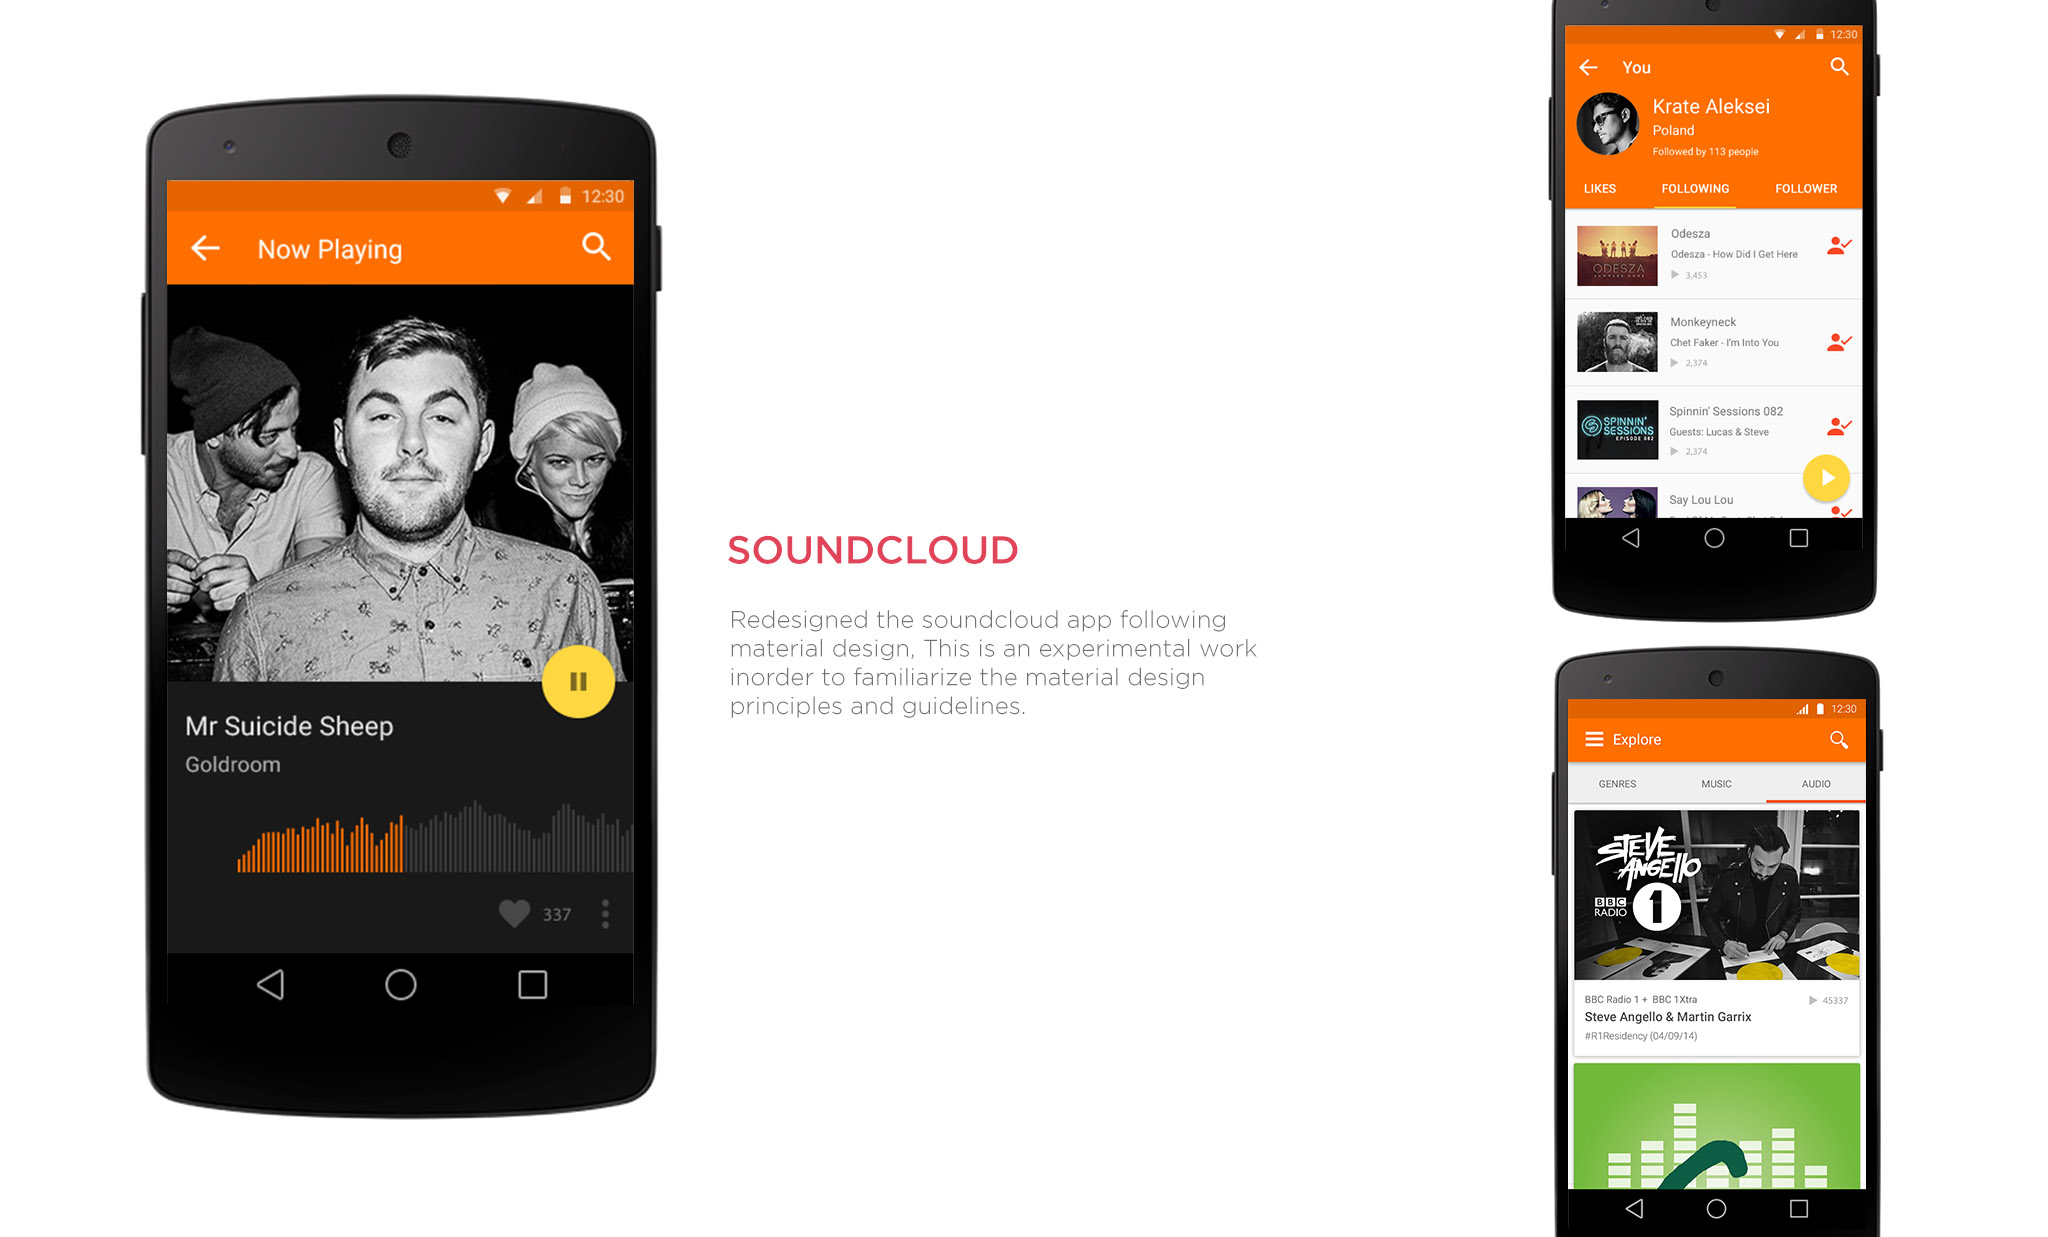 12:30
Now Playing
Mr Suicide Sheep
Goldroom
337
SOUNDCLOUD
Redesigned the soundcloud app following
material design, This is an experimental work
inorder to familiarize the material design
principles and guidelines.
12:30
You
Krate Aleksei
Poland
Followed by 113 people
LIKES FOLLOWING FOLLOWER
ODESZA
Odesza
Odesza - How Did I Get Here
3,453
Monkeyneck
Chet Faker - I'm Into You
2,374
SPINNIN'
SESSIONS
EPISODE 082
Spinnin' Sessions 082
Guests: Lucas & Steve
2,374
Say Lou Lou
12:30
Explore
GENRES MUSIC AUDIO
STEVE
ANGELLO
BBC
RADIO 1
BBC Radio 1 + BBC 1Xtra 45337
Steve Angello & Martin Garrix
#R1Residency (04/09/14)